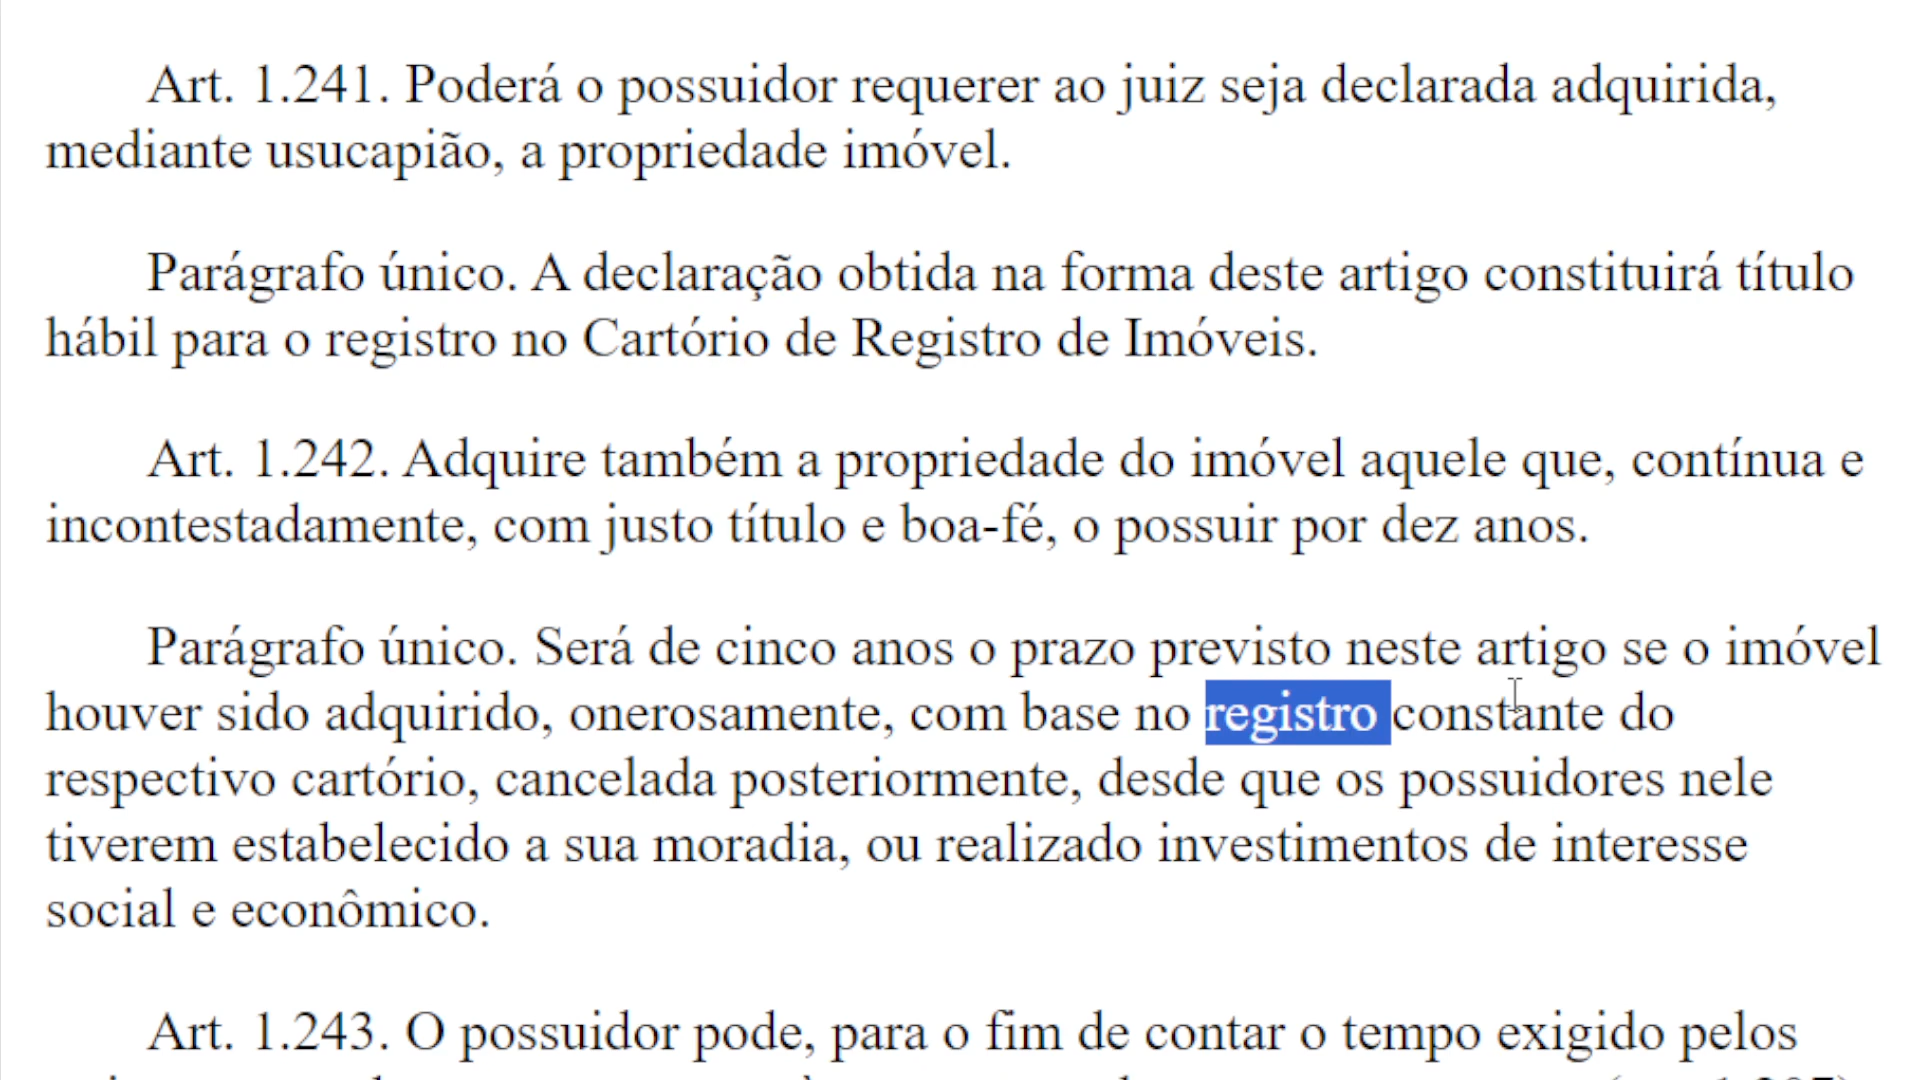 Art. 1.241. Poderá o possuidor requerer ao juiz seja declarada adquirida,
mediante usucapião, a propriedade imóvel.
Parágrafo único. A declaração obtida na forma deste artigo constituirá título
hábil para o registro no Cartório de Registro de Imóveis.
Art. 1.242. Adquire também a propriedade do imóvel aquele que, contínua e
incontestadamente, com justo título e boa-fé, o possuir por dez anos.
Parágrafo único. Será de cinco anos o prazo previsto neste artigo se o imóvel
houver sido adquirido, onerosamente, com base no registro constante do
respectivo cartório, cancelada posteriormente, desde que os possuidores nele
tiverem estabelecido a sua moradia, ou realizado investimentos de interesse
social e econômico.
Art. 1.243. O possuidor pode, para o fim de contar o tempo exigido pelos